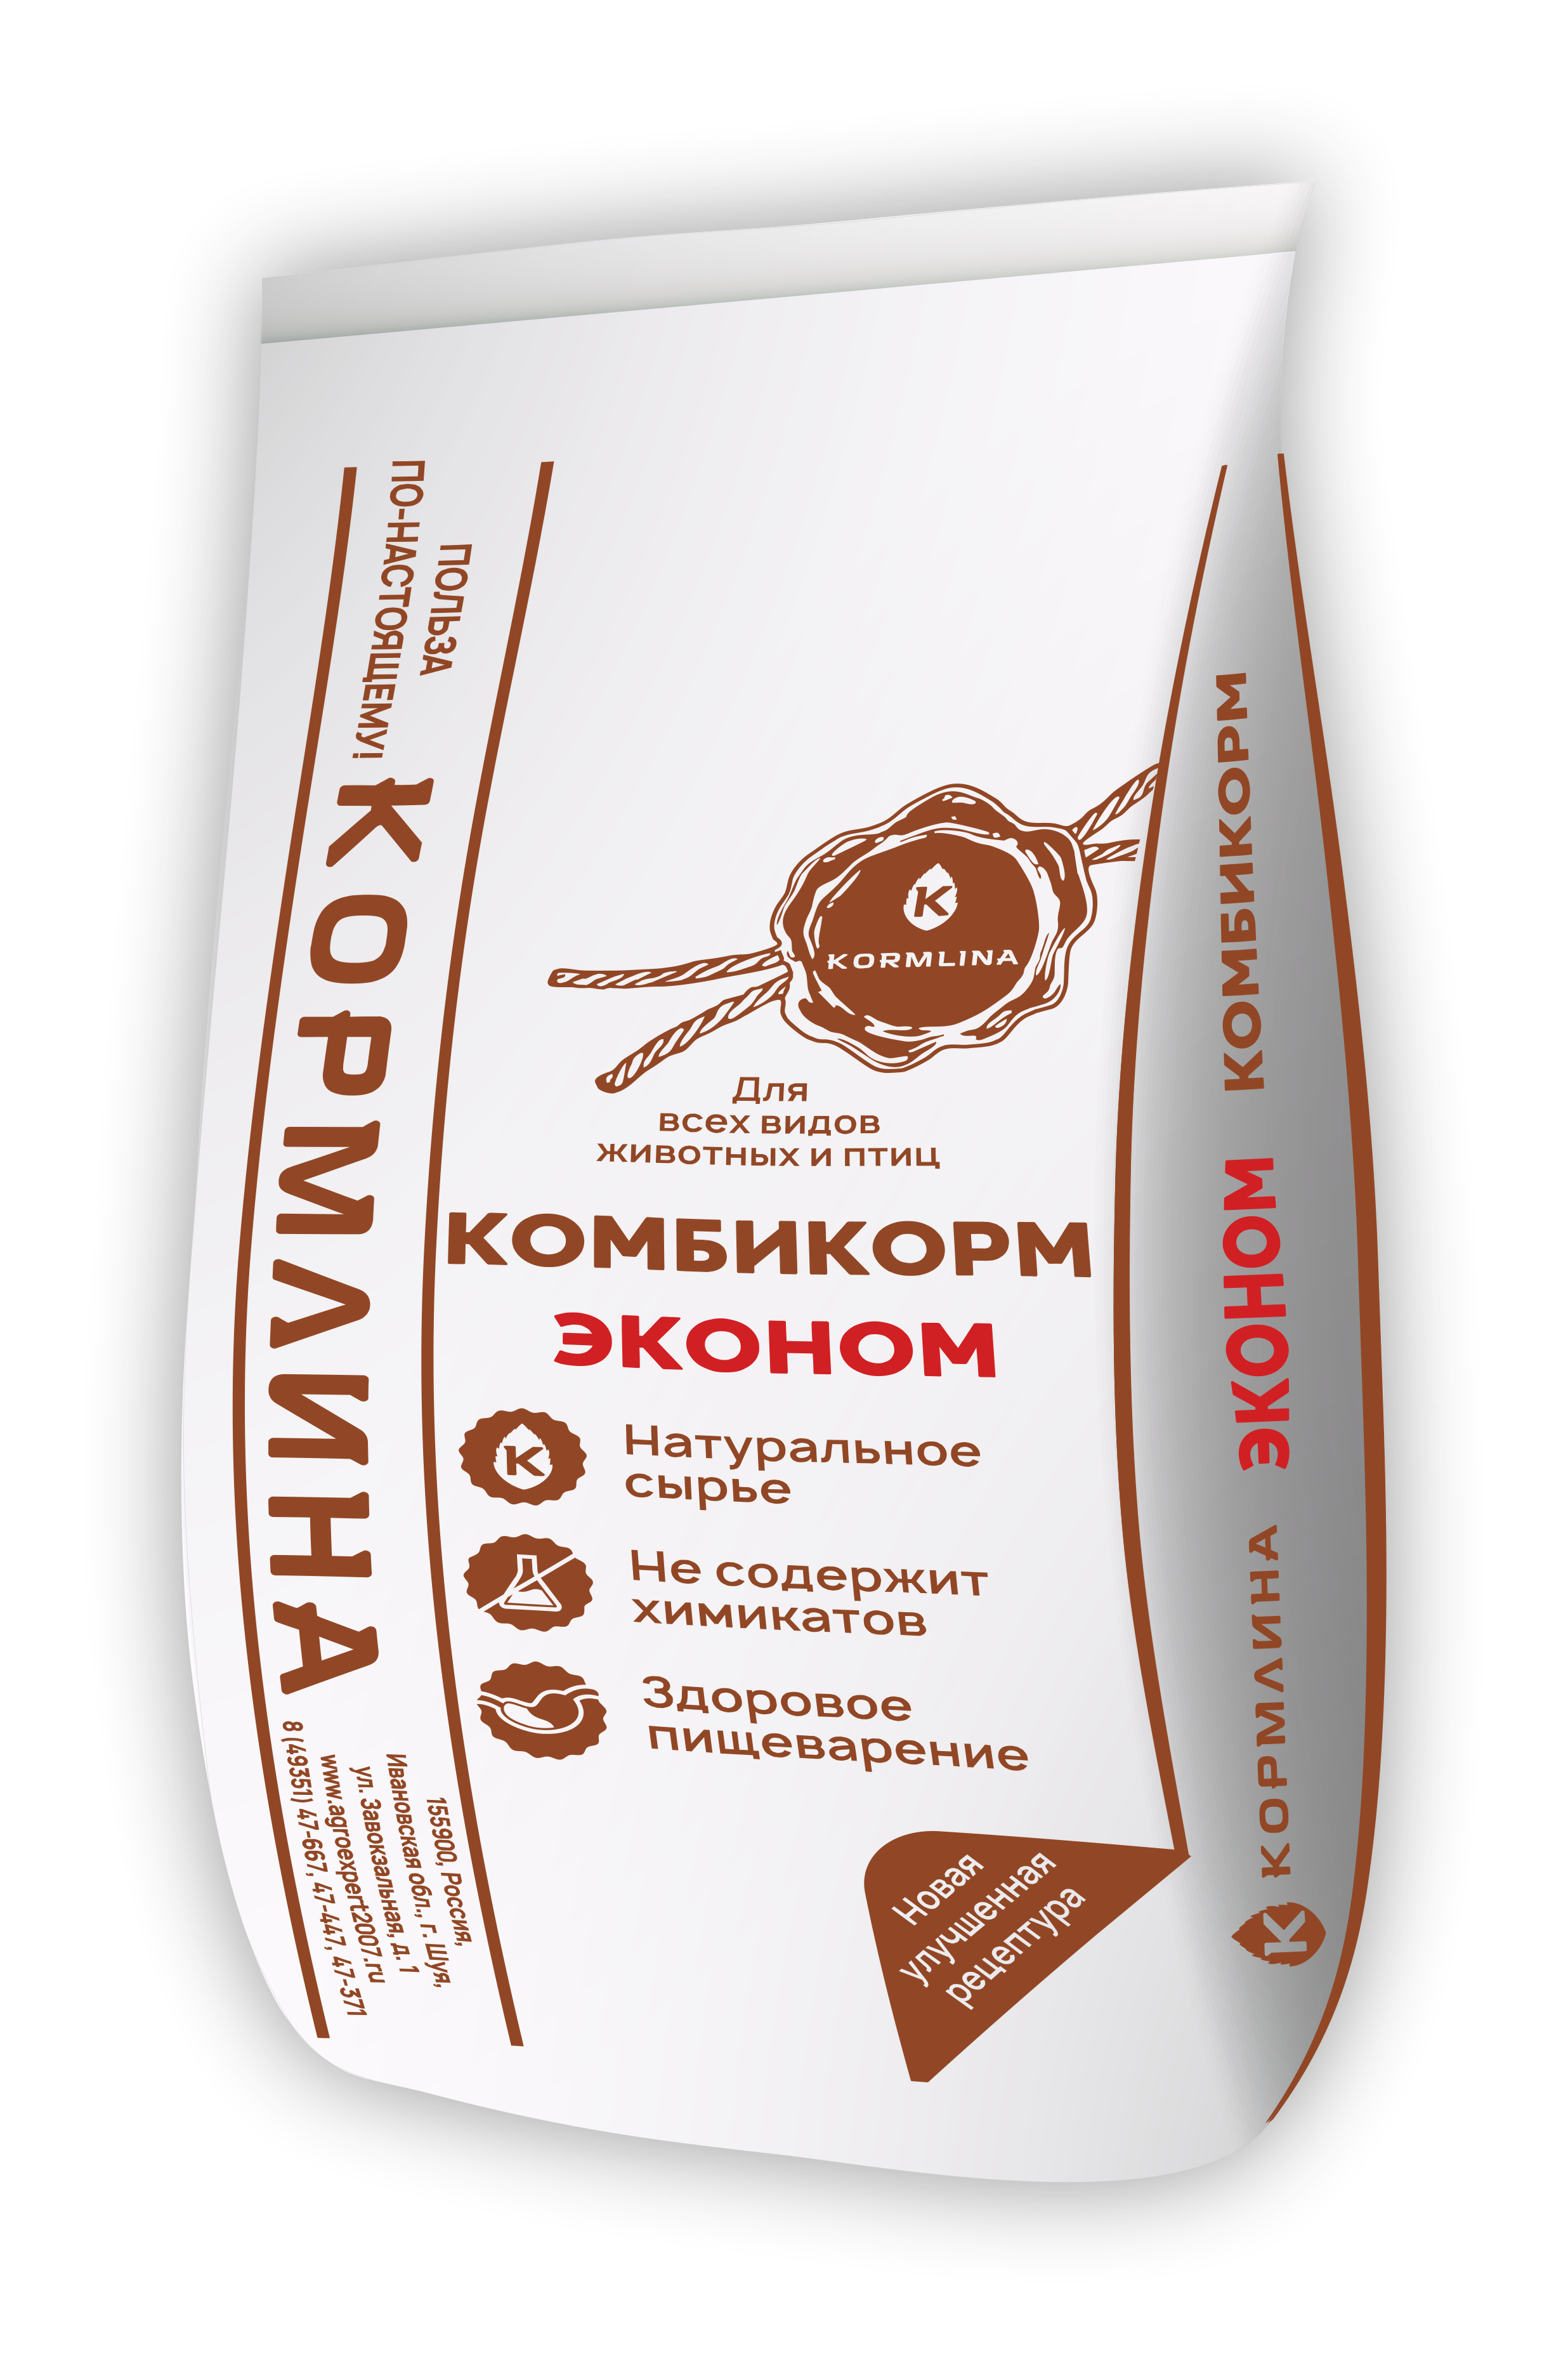 ПОЛЬЗА
ПО-НАСТОЯЩЕМУ!
КОРМЛИНА
155900, Россия,
Ивановская обл., г. Шуя,
ул. Завокзальная, д. 1
www.agroexpert2007.ru
8 (49351) 47-667, 47-447, 47-371
K
KORMLINA
Для
всех видов
животных и птиц
КОМБИКОРМ
ЭКОНОМ
K
Натуральное
сырье
Не содержит
химикатов
Здоровое
пищеварение
Новая
улучшенная
рецептура
K КОРМЛИНА ЭКОНОМ КОМБИКОРМ